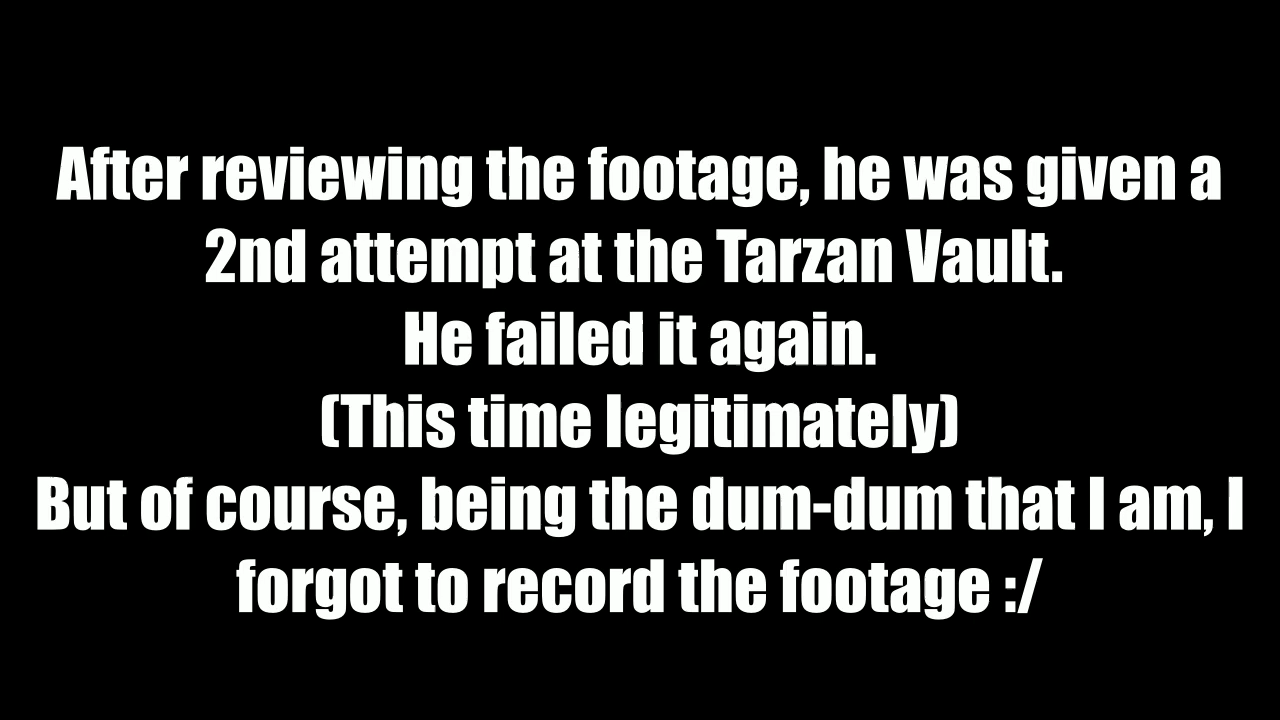 After reviewing the footage, he was given a
2nd attempt at the Tarzan Vault.
He failed it again.
(This time legitimately)
But of course, being the dum-dum that I am, I
forgot to record the footage :/